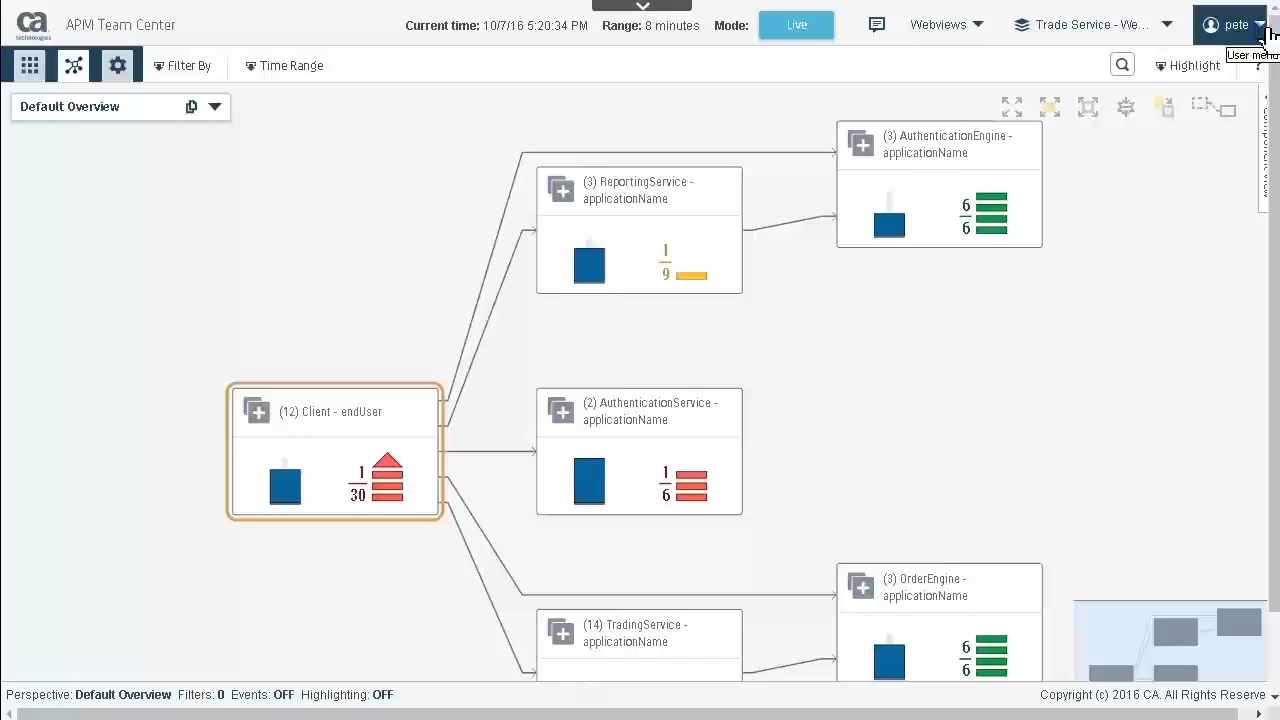 ca
technologies
APM Team Center
Current time: 10/7/16 5:20:34 PM
Range: 8 minutes
Live
Webviews
Trade Service - We...
pete
User menu
Filter By
Time Range
Highlight
?
Default Overview
(3) AuthenticationEngine -
applicationName
6
6
(3) ReportingService -
applicationName
1
9
(12) Client - endUser
1
30
(2) AuthenticationService -
applicationName
1
6
(3) OrderEngine -
applicationName
6
6
(14) TradingService -
applicationName
Perspective: Default Overview Filters: 0 Events: OFF Highlighting: OFF
Copyright (c) 2016 CA. All Rights Reserve